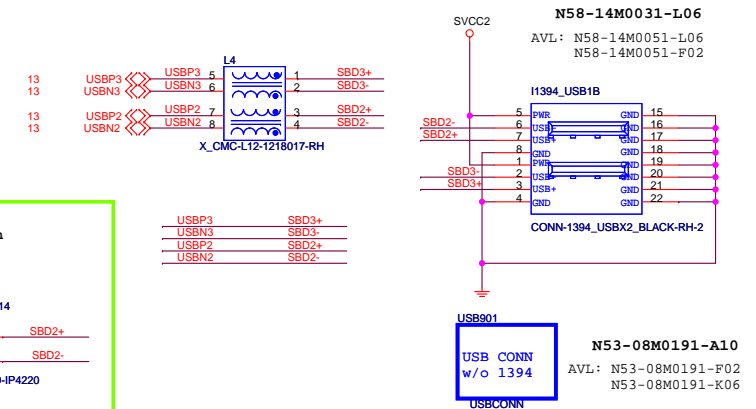 N58-14M0031-L06
AVL: N58-14M0051-L06
N58-14M0051-F02
SVCC2
L4
13 USBP3 USBP3 5 1 SBD3+
13 USBN3 USBN3 6 2 SBD3-
13 USBP2 USBP2 7 3 SBD2+
13 USBN2 USBN2 8 4 SBD2-
X_CMC-L12-1218017-RH
I1394_USB1B
5 PWR GND 15
SBD2- 6 USB- GND 16
SBD2+ 7 USB+ GND 17
8 GND GND 18
1 PWR GND 19
SBD3- 2 USB- GND 20
SBD3+ 3 USB+ GND 21
4 GND GND 22
CONN-1394_USBX2_BLACK-RH-2
USBP3 SBD3+
USBN3 SBD3-
USBP2 SBD2+
USBN2 SBD2-
14
SBD2+
SBD2-
-IP4220
USB901
USB CONN
w/o 1394
USBCONN
N53-08M0191-A10
AVL: N53-08M0191-F02
N53-08M0191-K06